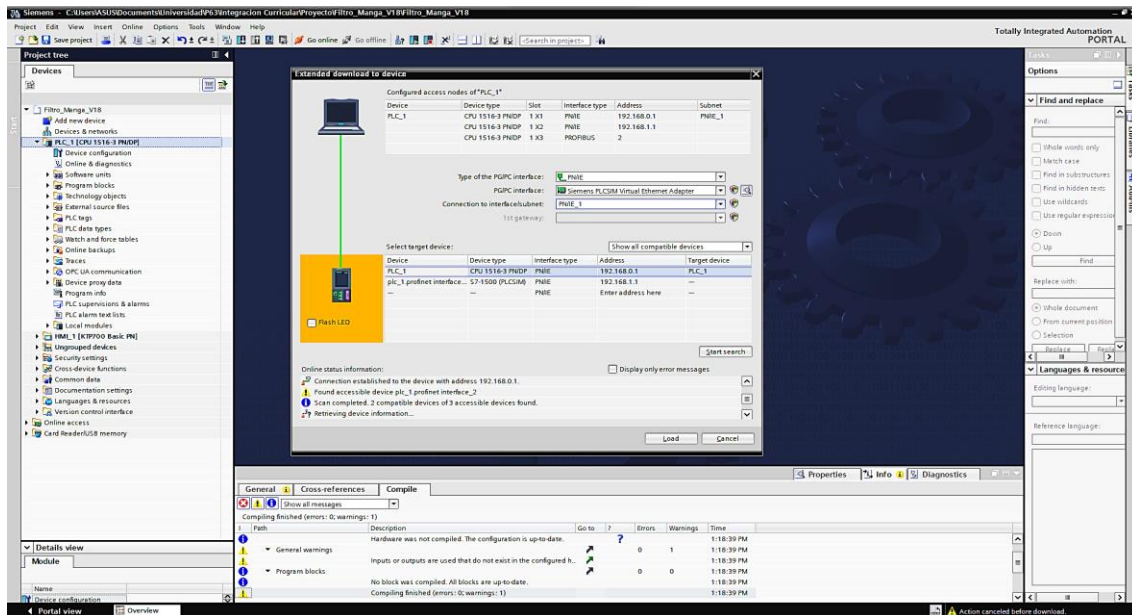 Siemens - C:\Users\ASUS\Documents\Universidad\P63\Integracion Curricular\Proyecto\Filtro_Manga_V18\Filtro_Manga_V18
Project Edit View Insert Online Options Tools Window Help
Totally Integrated Automation
PORTAL
Save project
Go online
Go offline
<Search in project>
Project tree
Devices
Filtro_Manga_V18
Add new device
Devices & networks
PLC_1 [CPU 1516-3 PN/DP]
Device configuration
Online & diagnostics
Software units
Program blocks
Technology objects
External source files
PLC tags
PLC data types
Watch and force tables
Online backups
Traces
OPC UA communication
Device proxy data
Program info
PLC supervisions & alarms
PLC alarm text lists
Local modules
HMI_1 [KTP700 Basic PN]
Ungrouped devices
Security settings
Cross-device functions
Common data
Documentation settings
Languages & resources
Version control interface
Online access
Card Reader/USB memory
Details view
Module
Name
Device configuration
Extended download to device
Configured access nodes of "PLC_1"
Device Device type Slot Interface type Address Subnet
PLC_1 CPU 1516-3 PN/DP 1 X1 PN/IE 192.168.0.1 PN/IE_1
CPU 1516-3 PN/DP 1 X2 PN/IE 192.168.1.1
CPU 1516-3 PN/DP 1 X3 PROFIBUS 2
Type of the PG/PC interface: PN/IE
PG/PC interface: Siemens PLCSIM Virtual Ethernet Adapter
Connection to interface/subnet: PN/IE_1
1st gateway:
Select target device: Show all compatible devices
Device Device type Interface type Address Target device
PLC_1 CPU 1516-3 PN/DP PN/IE 192.168.0.1 PLC_1
plc_1.profinet interface... S7-1500 (PLCSIM) PN/IE 192.168.1.1 —
— — PN/IE Enter address here —
Flash LED
Start search
Online status information:
Display only error messages
Connection established to the device with address 192.168.0.1.
Found accessible device plc_1.profinet interface_2
Scan completed. 2 compatible devices of 3 accessible devices found.
Retrieving device information...
Load Cancel
Properties Info Diagnostics
General Cross-references Compile
Show all messages
Compiling finished (errors: 0; warnings: 1)
! Path Description Go to ? Errors Warnings Time
Hardware was not compiled. The configuration is up-to-date. ? 1:18:39 PM
General warnings 0 1 1:18:39 PM
Inputs or outputs are used that do not exist in the configured h.. 1:18:39 PM
Program blocks 0 0 1:18:39 PM
No block was compiled. All blocks are up-to-date. 1:18:39 PM
Compiling finished (errors: 0; warnings: 1) 1:18:39 PM
Tasks
Options
Find and replace
Find:
Whole words only
Match case
Find in substructures
Find in hidden texts
Use wildcards
Use regular expression
Down
Up
Find
Replace with:
Whole document
From current position
Selection
Replace
Languages & resource
Editing language:
Reference language:
Portal view
Overview
Action canceled before download.